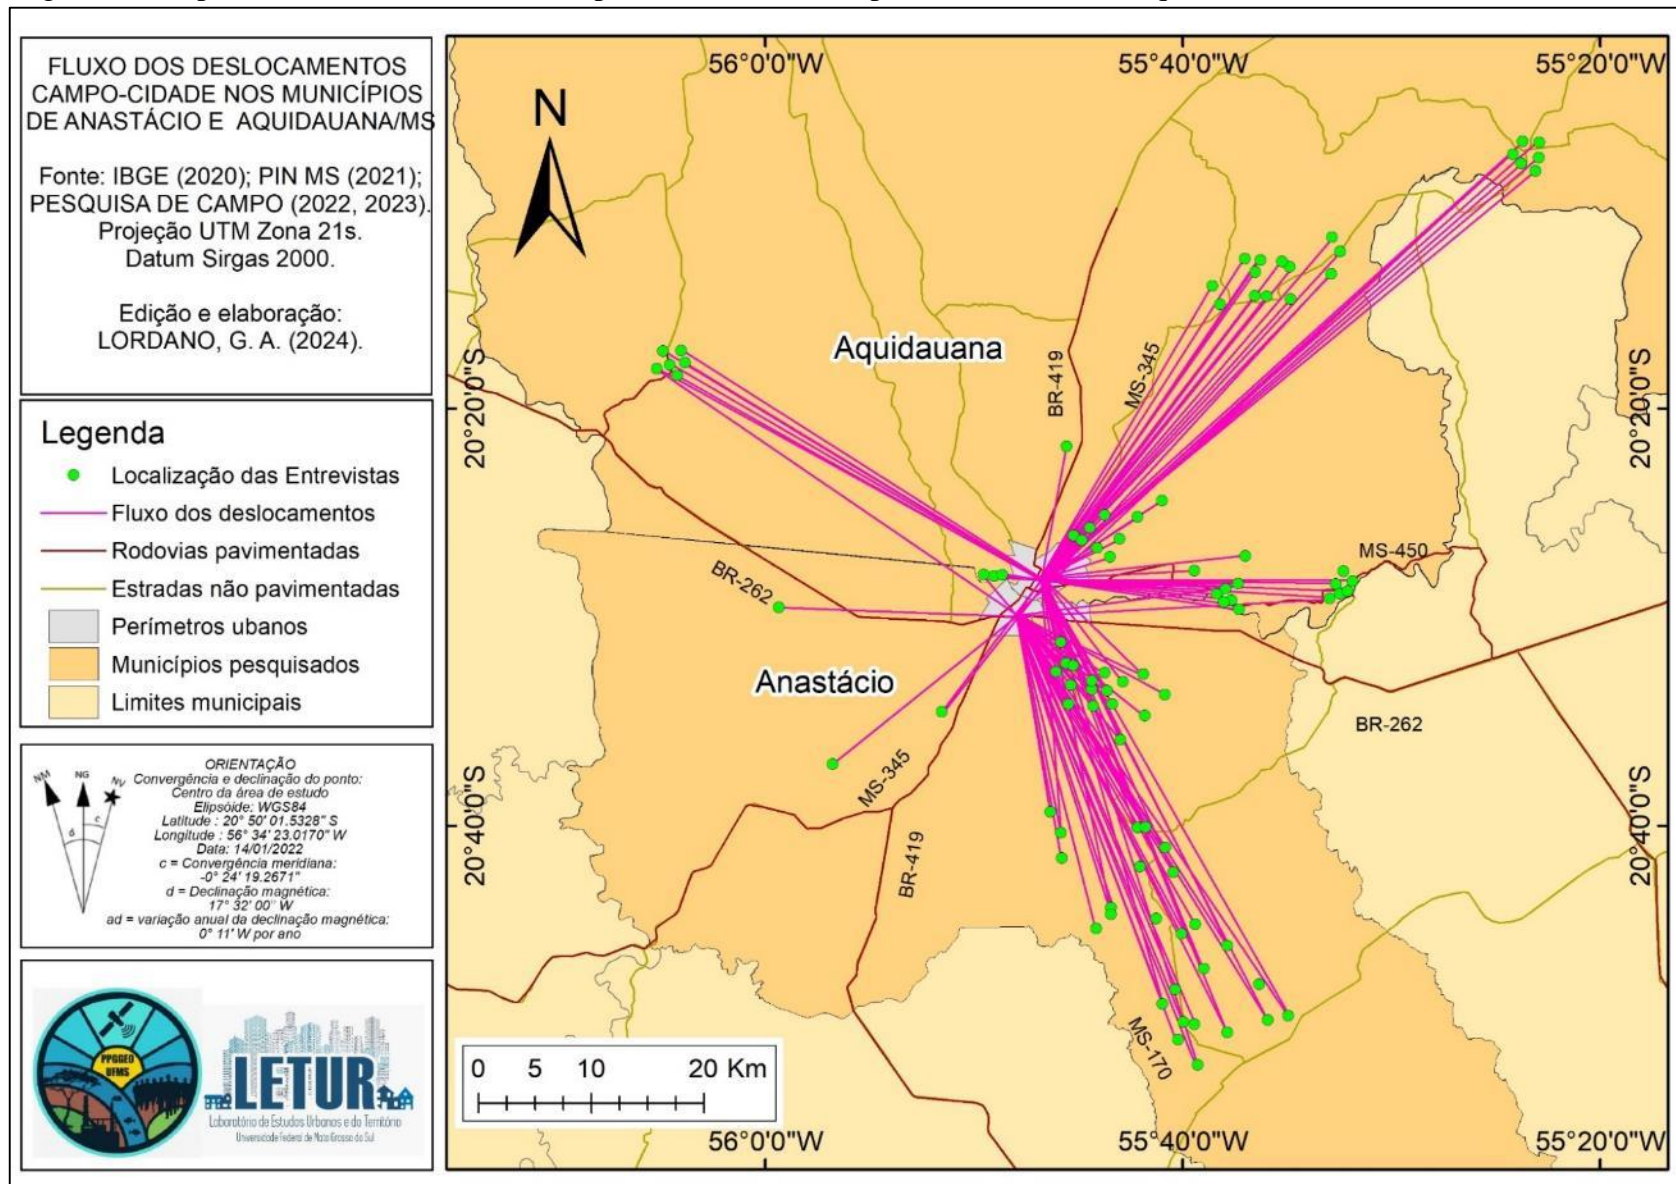 FLUXO DOS DESLOCAMENTOS
CAMPO-CIDADE NOS MUNICÍPIOS
DE ANASTÁCIO E AQUIDAUANA/MS
Fonte: IBGE (2020); PIN MS (2021);
PESQUISA DE CAMPO (2022, 2023).
Projeção UTM Zona 21s.
Datum Sirgas 2000.
Edição e elaboração:
LORDANO, G. A. (2024).
Legenda
Localização das Entrevistas
Fluxo dos deslocamentos
Rodovias pavimentadas
Estradas não pavimentadas
Perímetros ubanos
Municípios pesquisados
Limites municipais
NM
NG
NV
d
c
ORIENTAÇÃO
Convergência e declinação do ponto:
Centro da área de estudo
Elipsóide: WGS84
Latitude : 20° 50' 01.5328" S
Longitude : 56° 34' 23.0170" W
Data: 14/01/2022
c = Convergência meridiana:
-0° 24' 19.2671"
d = Declinação magnética:
17° 32' 00" W
ad = variação anual da declinação magnética:
0° 11' W por ano
PPGGEO
UFMS
LETUR
Laboratório de Estudos Urbanos e do Território
Universidade Federal de Mato Grosso do Sul
56°0'0"W
55°40'0"W
55°20'0"W
N
Aquidauana
BR-419
MS-345
20°20'0"S
20°20'0"S
MS-450
BR-262
Anastácio
BR-262
MS-345
BR-419
20°40'0"S
20°40'0"S
MS-170
0 5 10 20 Km
56°0'0"W
55°40'0"W
55°20'0"W